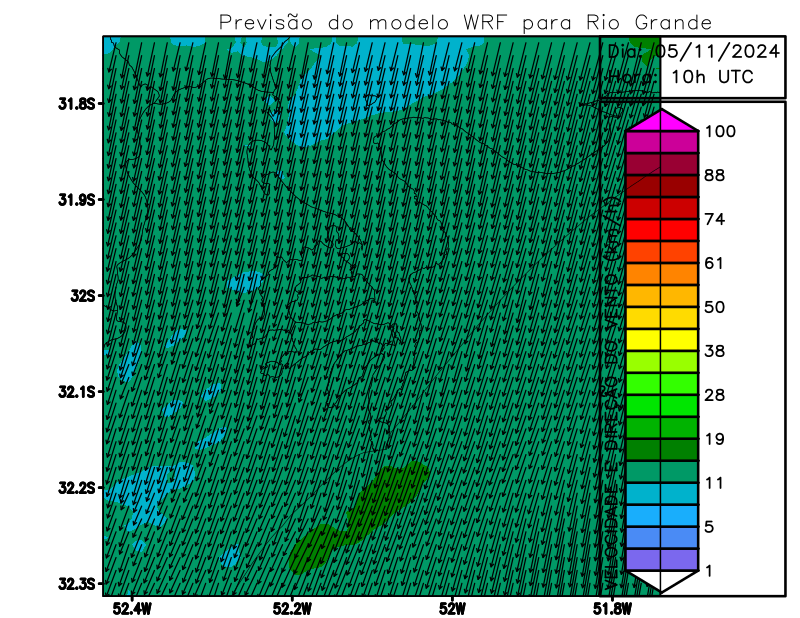 Previsão do modelo WRF para Rio Grande
Dia: 05/11/2024
Hora: 10h UTC
31.8S
31.9S
32S
32.1S
32.2S
32.3S
52.4W
52.2W
52W
51.8W
VELOCIDADE E DIREÇÃO DO VENTO (km/h)
100
88
74
61
50
38
28
19
11
5
1